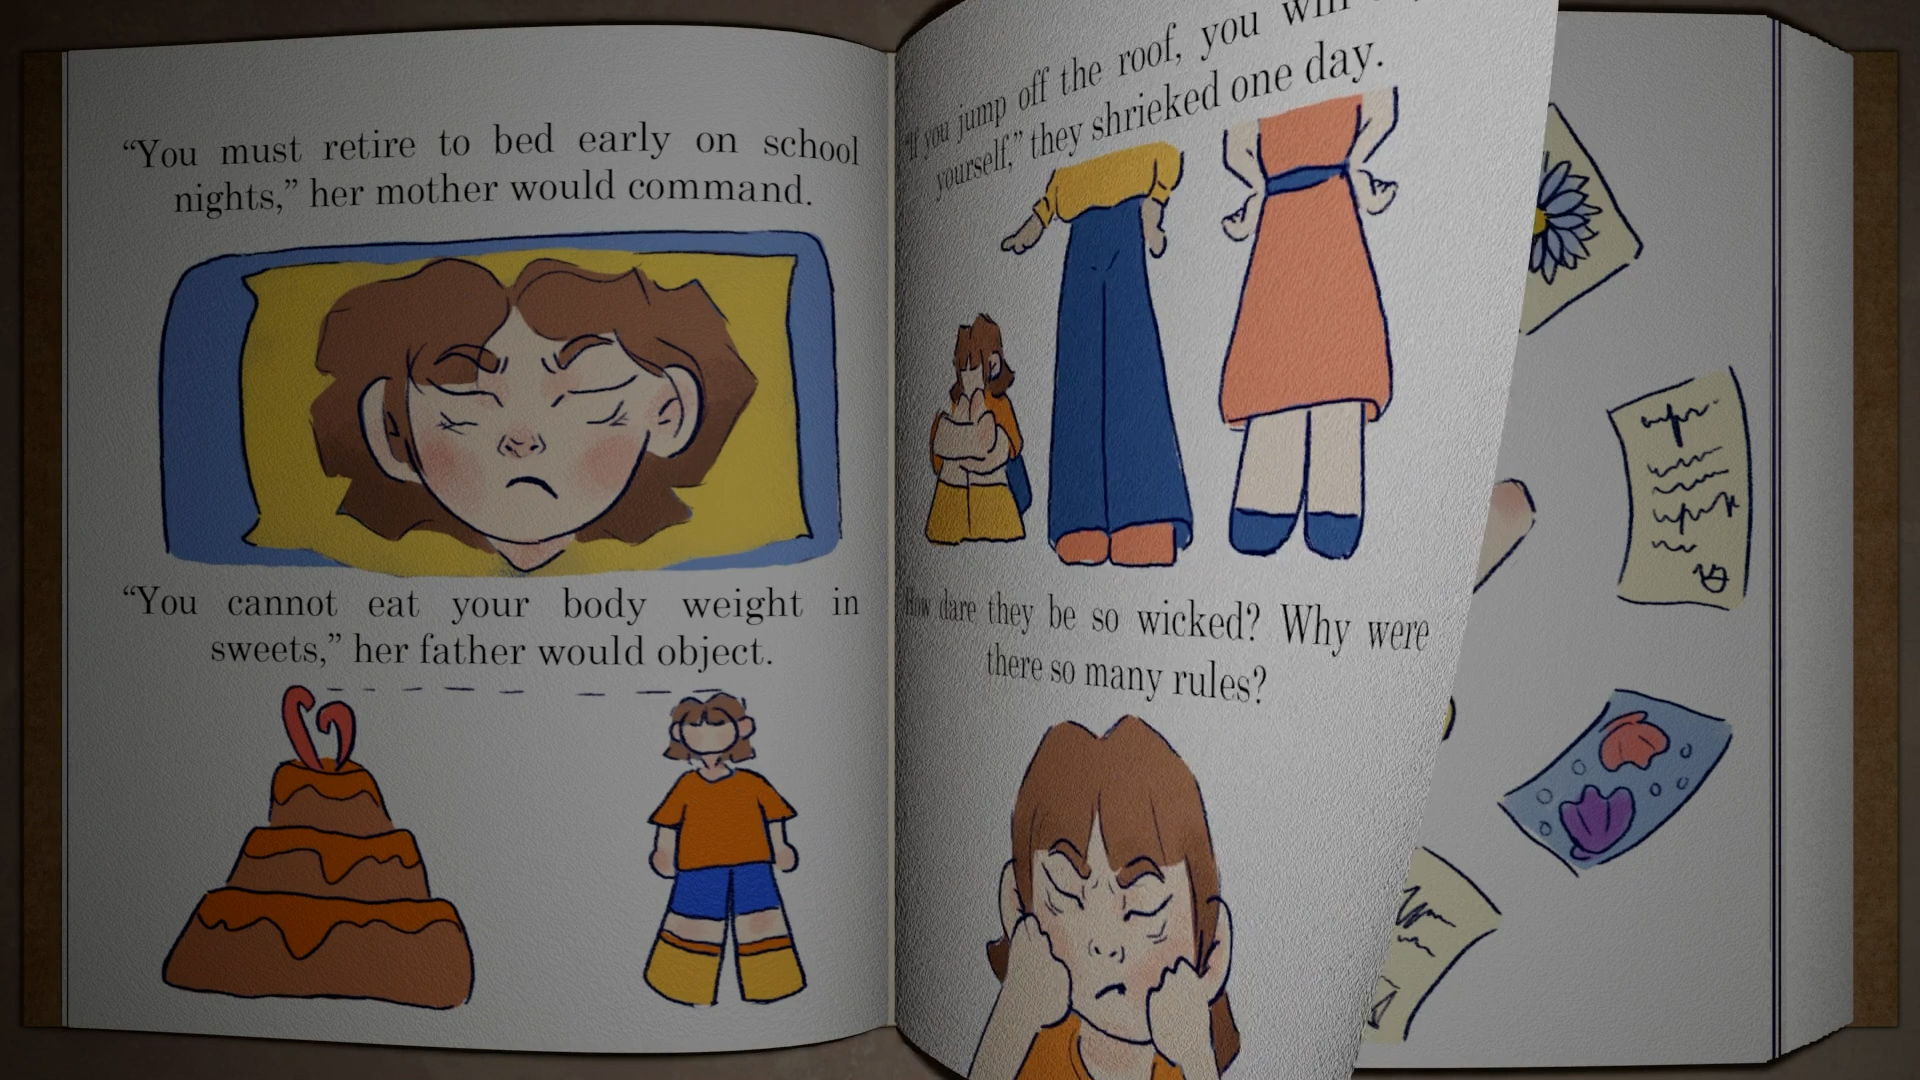 “You must retire to bed early on school
nights,” her mother would command.
“You cannot eat your body weight in
sweets,” her father would object.
“If you jump off the roof, you will
yourself,” they shrieked one day.
How dare they be so wicked? Why were
there so many rules?